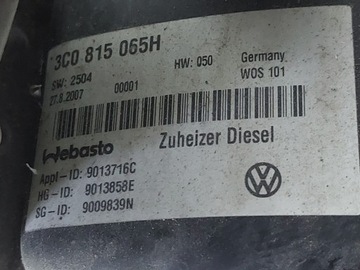 3C0 815 065H
SW: 2504 HW: 050 Germany
27.8.2007 00001 WOS 101
Webasto Zuheizer Diesel
Appl-ID: 9013716C
HG-ID: 9013858E
SG-ID: 9009839N